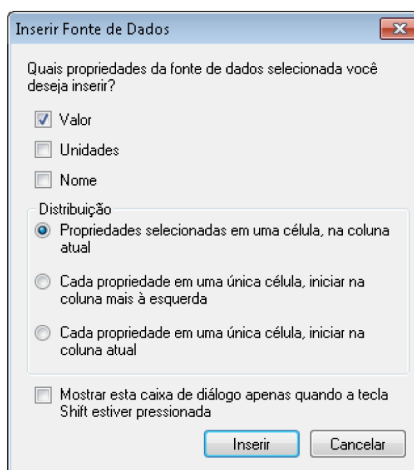 Inserir Fonte de Dados
Quais propriedades da fonte de dados selecionada você
deseja inserir?
Valor
Unidades
Nome
Distribuição
Propriedades selecionadas em uma célula, na coluna
atual
Cada propriedade em uma única célula, iniciar na
coluna mais à esquerda
Cada propriedade em uma única célula, iniciar na
coluna atual
Mostrar esta caixa de diálogo apenas quando a tecla
Shift estiver pressionada
Inserir Cancelar